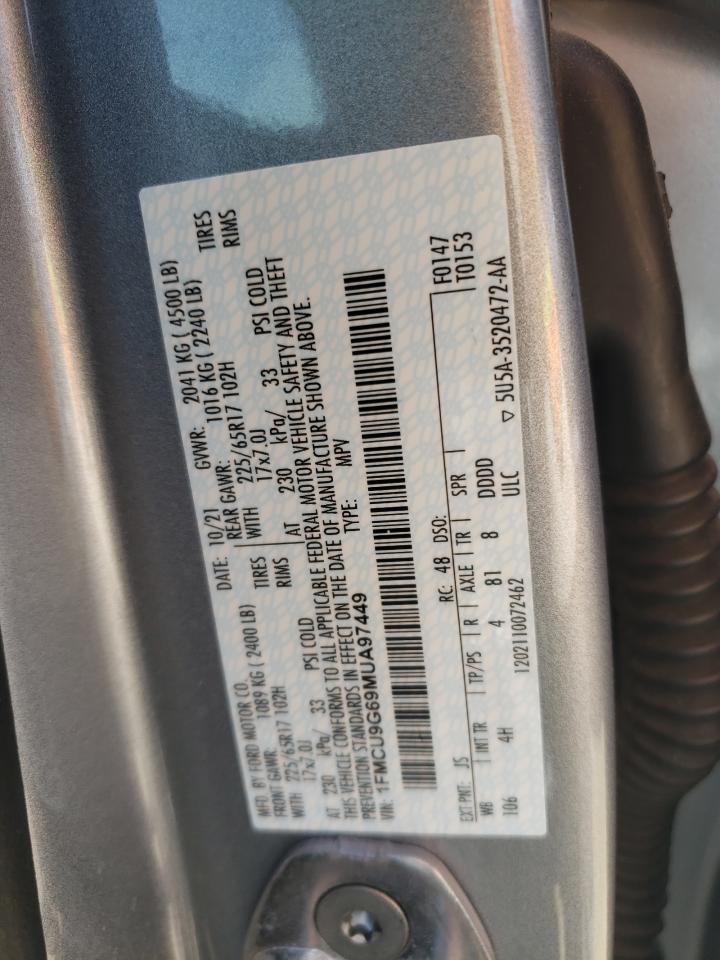 MFD BY FORD MOTOR CO. DATE: 10/21 GVWR: 2041 KG ( 4500 LB)
FRONT GAWR: 1089 KG ( 2400 LB) REAR GAWR: 1016 KG ( 2240 LB)
WITH 225/65R17 102H TIRES WITH 225/65R17 102H TIRES
17x7.0J RIMS 17x7.0J RIMS
AT 230 kPa/ 33 PSI COLD AT 230 kPa/ 33 PSI COLD
THIS VEHICLE CONFORMS TO ALL APPLICABLE FEDERAL MOTOR VEHICLE SAFETY AND THEFT
PREVENTION STANDARDS IN EFFECT ON THE DATE OF MANUFACTURE SHOWN ABOVE.
VIN: 1FMCU9G69MUA97449 TYPE: MPV
F0147
EXT PNT: JS RC: 48 DSO: T0153
WB INT TR TP/PS R AXLE TR SPR
106 4H 4 81 8 DDDD
1202110072462 ULC ▽ 5U5A-3520472-AA